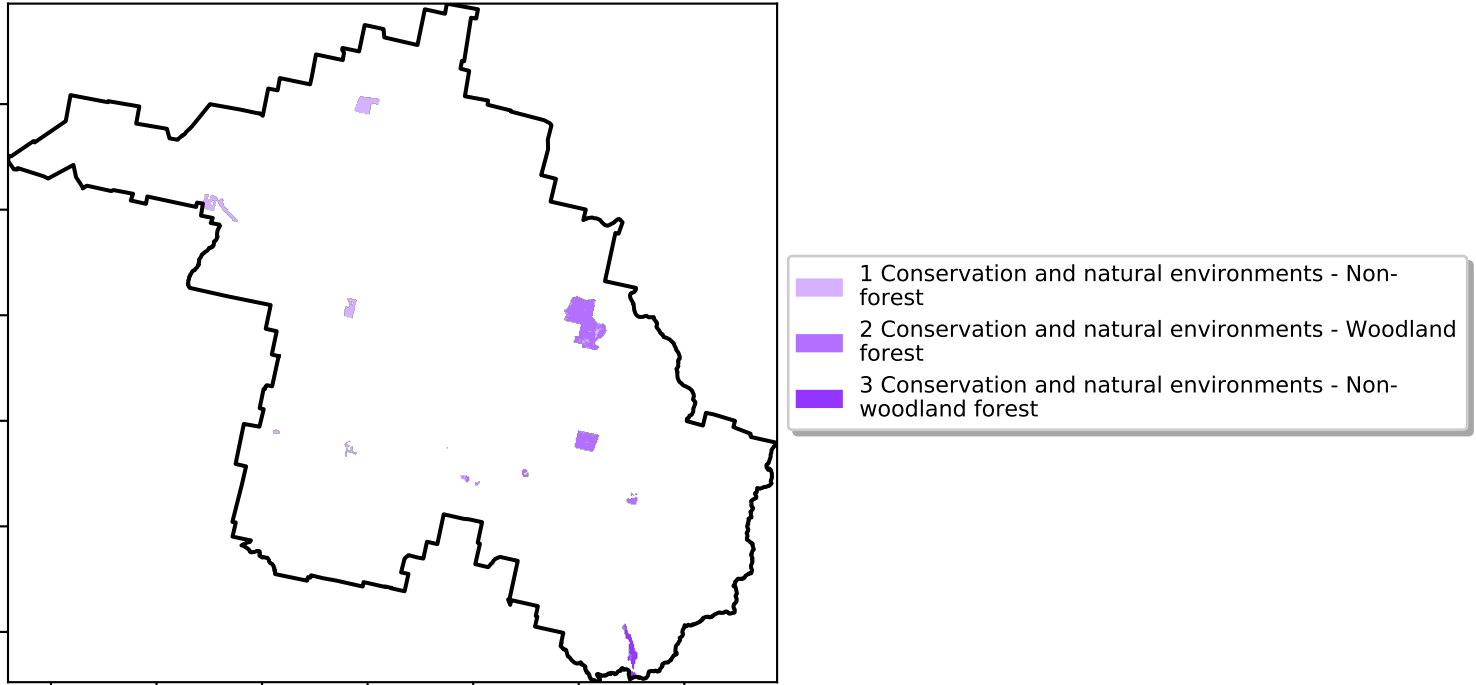 1 Conservation and natural environments - Non-
forest
2 Conservation and natural environments - Woodland
forest
3 Conservation and natural environments - Non-
woodland forest